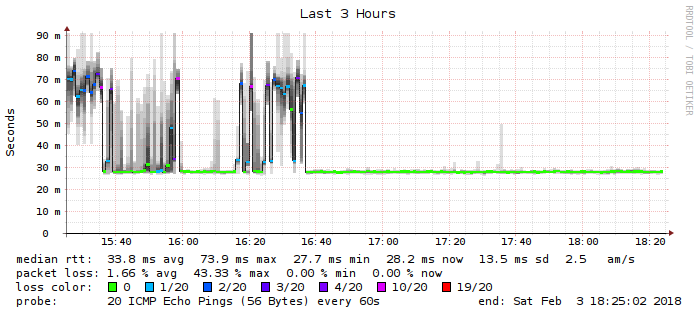 Last 3 Hours
RRDTOOL / TOBI OETIKER
Seconds
90 m
80 m
70 m
60 m
50 m
40 m
30 m
20 m
10 m
0
15:40 16:00 16:20 16:40 17:00 17:20 17:40 18:00 18:20
median rtt: 33.8 ms avg 73.9 ms max 27.7 ms min 28.2 ms now 13.5 ms sd 2.5 am/s
packet loss: 1.66 % avg 43.33 % max 0.00 % min 0.00 % now
loss color: 0 1/20 2/20 3/20 4/20 10/20 19/20
probe: 20 ICMP Echo Pings (56 Bytes) every 60s end: Sat Feb 3 18:25:02 2018